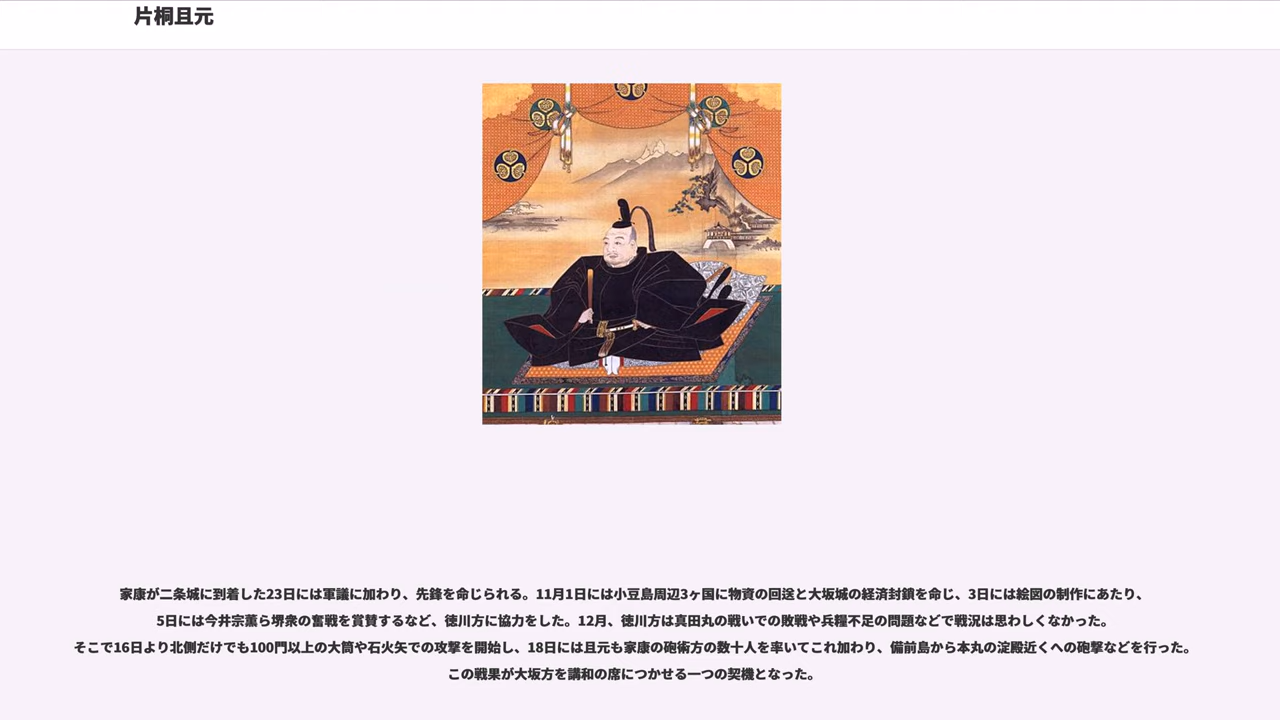 片桐且元
家康が二条城に到着した23日には軍議に加わり、先鋒を命じられる。11月1日には小豆島周辺3ヶ国に物資の回送と大坂城の経済封鎖を命じ、3日には絵図の制作にあたり、
5日には今井宗薫ら堺衆の奮戦を賞賛するなど、徳川方に協力をした。12月、徳川方は真田丸の戦いでの敗戦や兵糧不足の問題などで戦況は思わしくなかった。
そこで16日より北側だけでも100門以上の大筒や石火矢での攻撃を開始し、18日には且元も家康の砲術方の数十人を率いてこれ加わり、備前島から本丸の淀殿近くへの砲撃などを行った。
この戦果が大坂方を講和の席につかせる一つの契機となった。